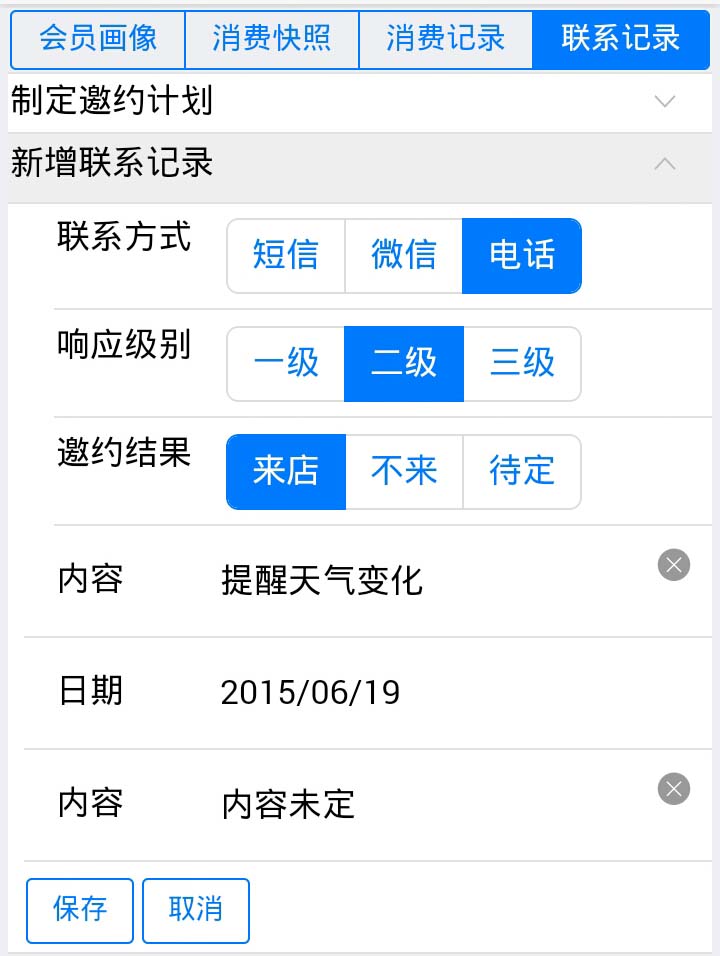 会员画像 消费快照 消费记录 联系记录
制定邀约计划
新增联系记录
联系方式 短信 微信 电话
响应级别 一级 二级 三级
邀约结果 来店 不来 待定
内容 提醒天气变化
日期 2015/06/19
内容 内容未定
保存 取消